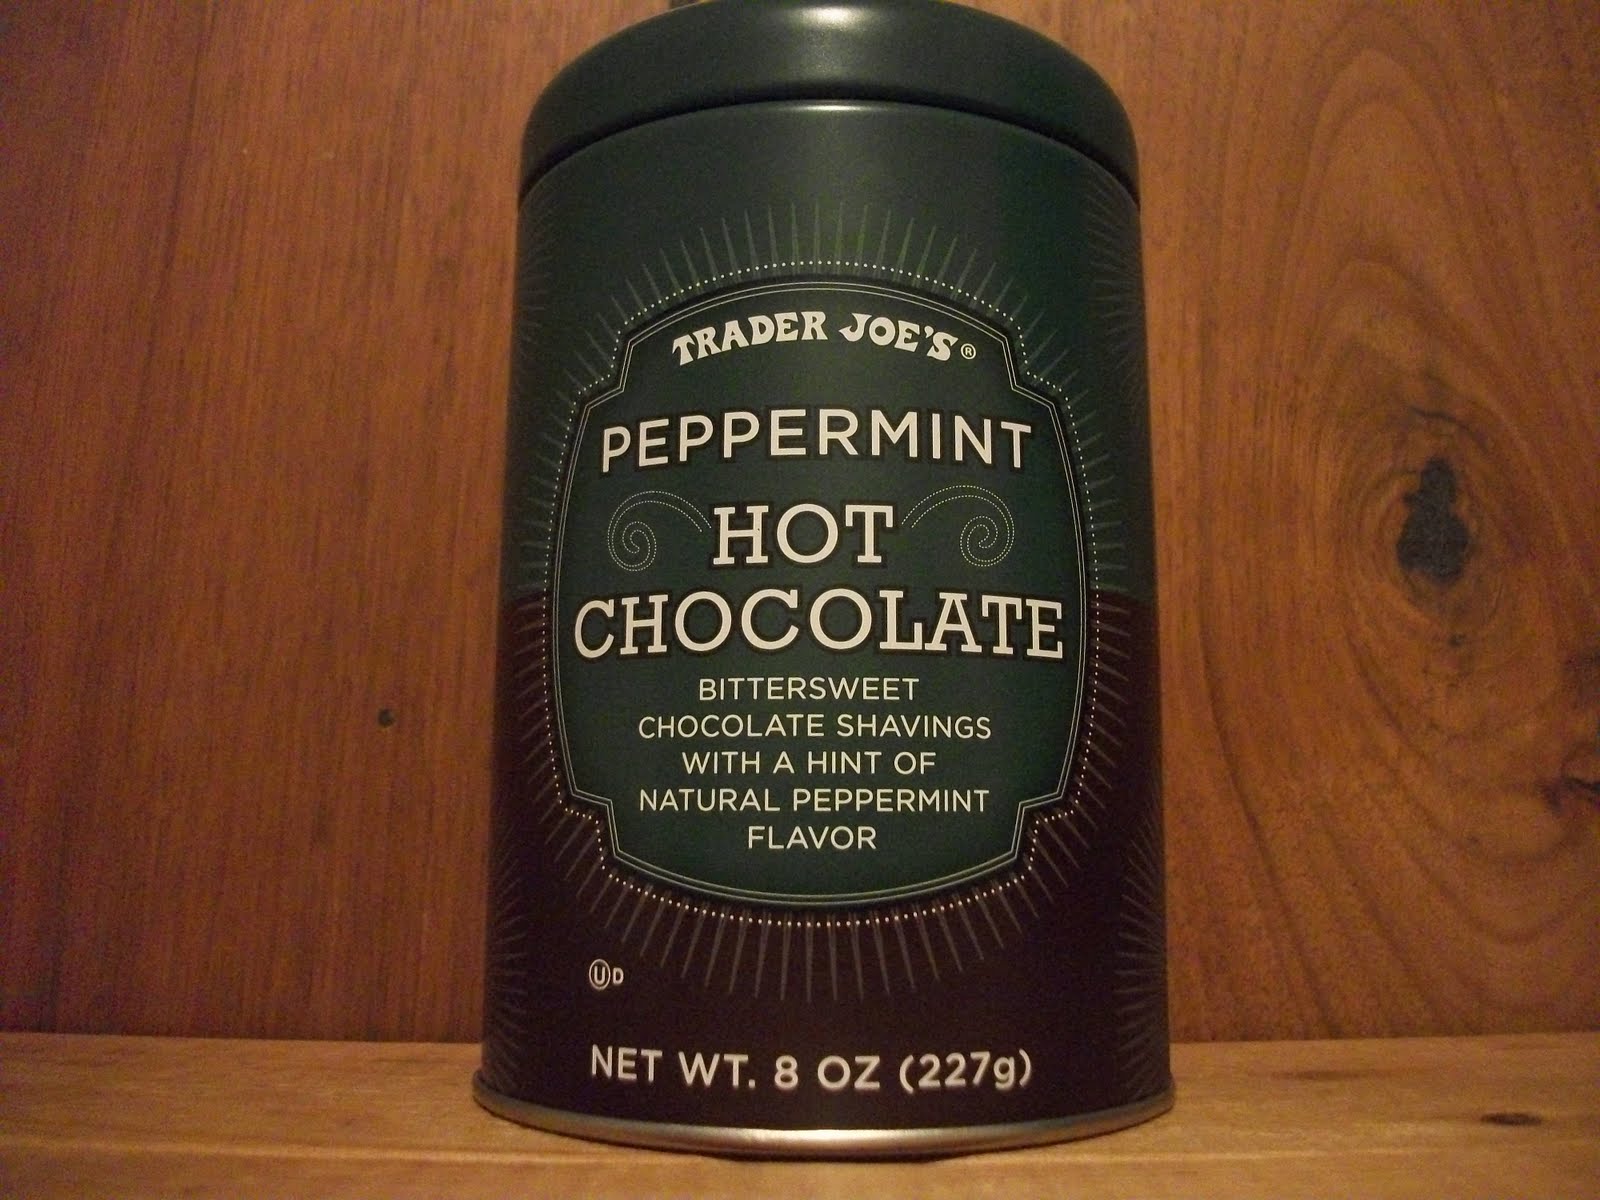 TRADER JOE'S®
PEPPERMINT
HOT
CHOCOLATE
BITTERSWEET
CHOCOLATE SHAVINGS
WITH A HINT OF
NATURAL PEPPERMINT
FLAVOR
Ⓤ D
NET WT. 8 OZ (227g)